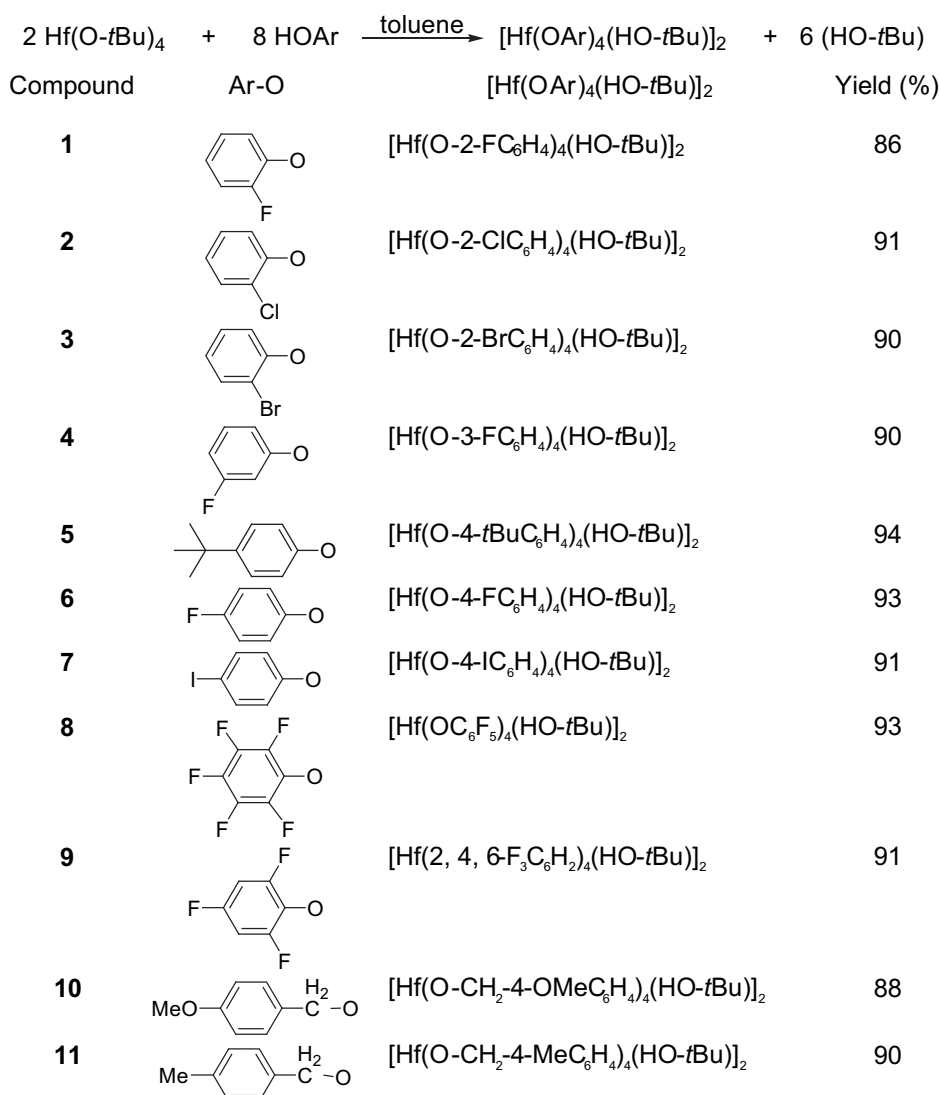 2 Hf(O-tBu)₄ + 8 HOAr toluene [Hf(OAr)₄(HO-tBu)]₂ + 6 (HO-tBu)
Compound Ar-O [Hf(OAr)₄(HO-tBu)]₂ Yield (%)
1 O F [Hf(O-2-FC₆H₄)₄(HO-tBu)]₂ 86
2 O Cl [Hf(O-2-ClC₆H₄)₄(HO-tBu)]₂ 91
3 O Br [Hf(O-2-BrC₆H₄)₄(HO-tBu)]₂ 90
4 O F [Hf(O-3-FC₆H₄)₄(HO-tBu)]₂ 90
5 O [Hf(O-4-tBuC₆H₄)₄(HO-tBu)]₂ 94
6 F O [Hf(O-4-FC₆H₄)₄(HO-tBu)]₂ 93
7 I O [Hf(O-4-IC₆H₄)₄(HO-tBu)]₂ 91
8 F F F O F F [Hf(OC₆F₅)₄(HO-tBu)]₂ 93
9 F F O F [Hf(2, 4, 6-F₃C₆H₂)₄(HO-tBu)]₂ 91
10 MeO H₂ C O [Hf(O-CH₂-4-OMeC₆H₄)₄(HO-tBu)]₂ 88
11 Me H₂ C O [Hf(O-CH₂-4-MeC₆H₄)₄(HO-tBu)]₂ 90